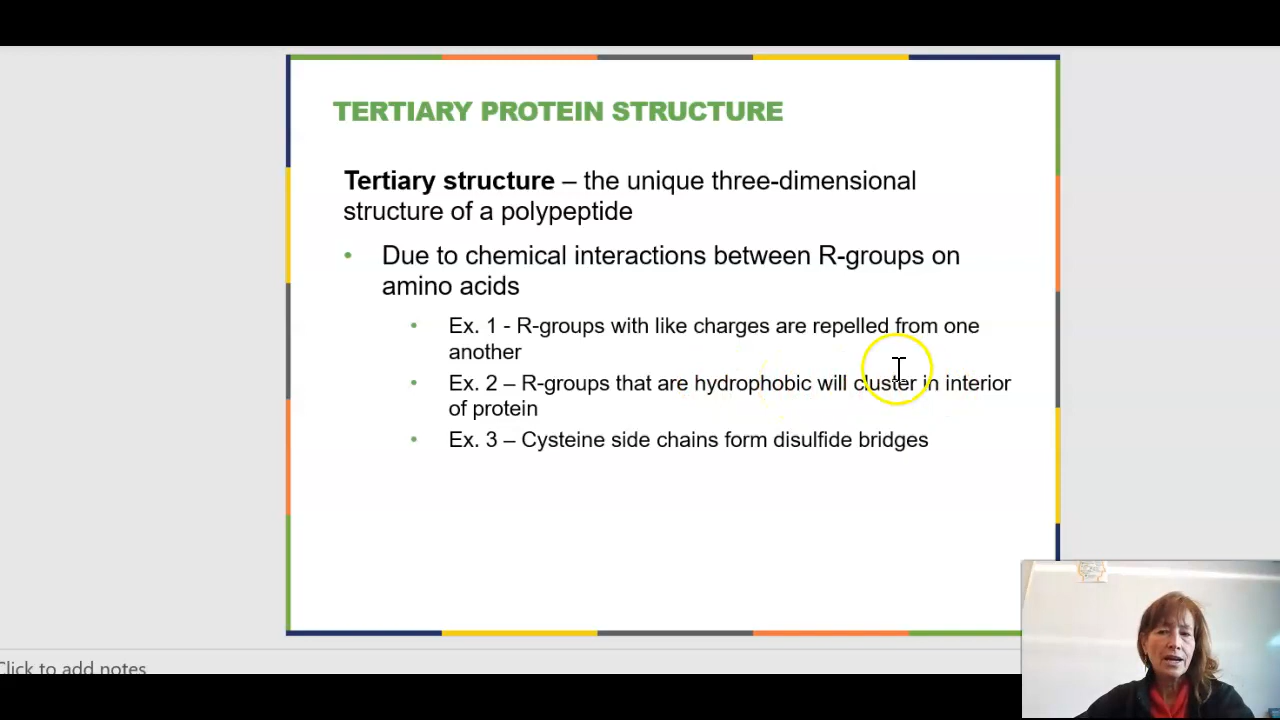 TERTIARY PROTEIN STRUCTURE
Tertiary structure – the unique three-dimensional
structure of a polypeptide
• Due to chemical interactions between R-groups on
amino acids
• Ex. 1 - R-groups with like charges are repelled from one
another
• Ex. 2 – R-groups that are hydrophobic will cluster in interior
of protein
• Ex. 3 – Cysteine side chains form disulfide bridges
Click to add notes